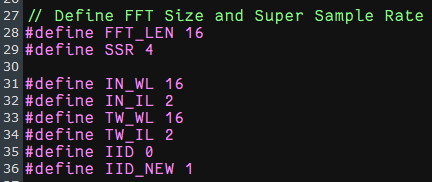 27 // Define FFT Size and Super Sample Rate
28 #define FFT_LEN 16
29 #define SSR 4
30
31 #define IN_WL 16
32 #define IN_IL 2
33 #define TW_WL 16
34 #define TW_IL 2
35 #define IID 0
36 #define IID_NEW 1